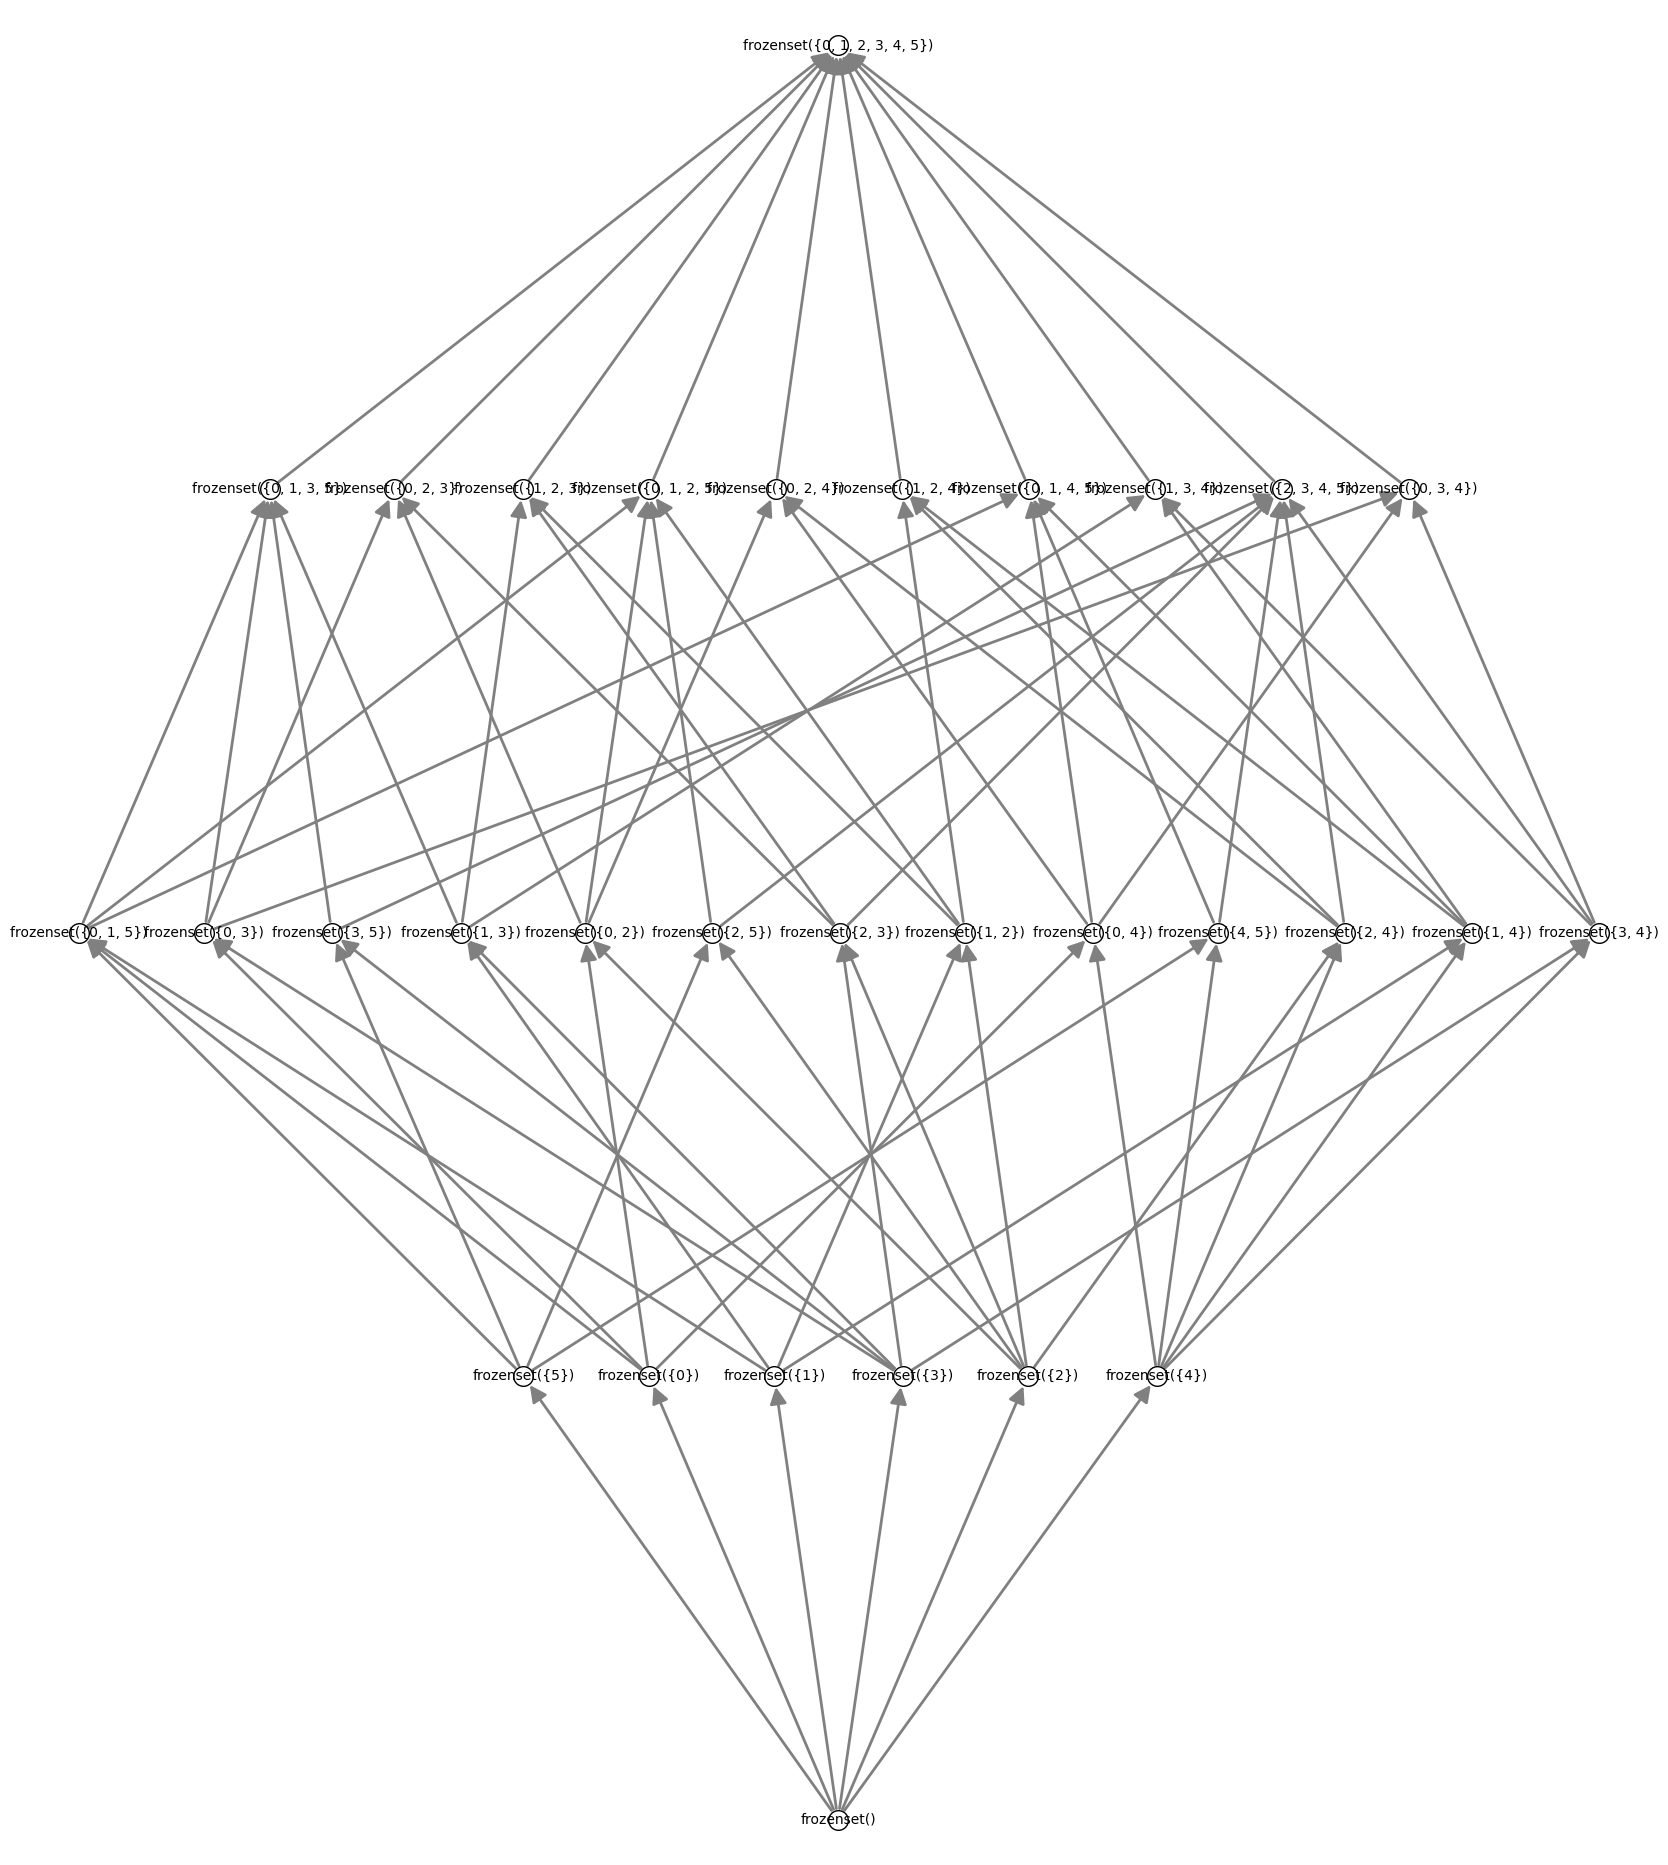 frozenset({0, 1, 2, 3, 4, 5})
frozenset({0, 1, 3, 5})
frozenset({0, 2, 3})
frozenset({1, 2, 3})
frozenset({0, 1, 2, 5})
frozenset({0, 2, 4})
frozenset({1, 2, 4})
frozenset({0, 1, 4, 5})
frozenset({1, 3, 4})
frozenset({2, 3, 4, 5})
frozenset({0, 3, 4})
frozenset({0, 1, 5})
frozenset({0, 3})
frozenset({3, 5})
frozenset({1, 3})
frozenset({0, 2})
frozenset({2, 5})
frozenset({2, 3})
frozenset({1, 2})
frozenset({0, 4})
frozenset({4, 5})
frozenset({2, 4})
frozenset({1, 4})
frozenset({3, 4})
frozenset({5})
frozenset({0})
frozenset({1})
frozenset({3})
frozenset({2})
frozenset({4})
frozenset()